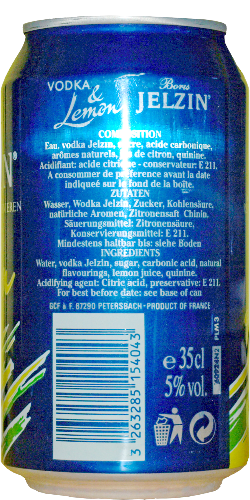 VODKA & Lemon
Boris JELZIN
COMPOSITION
Eau, vodka Jelzin, sucre, acide carbonique,
arômes naturels, jus de citron, quinine.
Acidifiant: acide citrique - conservateur: E 211.
A consommer de préférence avant la date
indiqué sur le fond de la boîte.
ZUTATEN
Wasser, Wodka Jelzin, Zucker, Kohlensäure,
natürliche Aromen, Zitronensaft Chinin.
Säuerungsmittel: Zitronensäure,
Konservierungsmittel: E 211.
Mindestens haltbar bis: siehe Boden
INGREDIENTS
Water, vodka Jelzin, sugar, carbonic acid, natural
flavourings, lemon juice, quinine.
Acidifying agent: Citric acid, preservative: E 211.
For best before date: see base of can
GCF à F. 67290 PETERSBACH - PRODUCT OF FRANCE
3 263285 154043
e 35cl
5% vol.
PLM 3